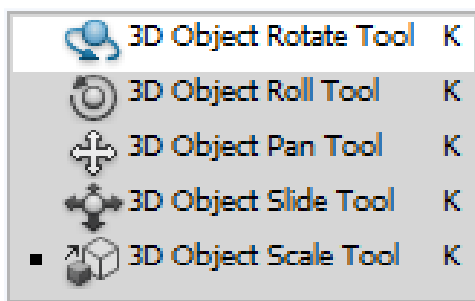 3D Object Rotate Tool K
3D Object Roll Tool K
3D Object Pan Tool K
3D Object Slide Tool K
3D Object Scale Tool K